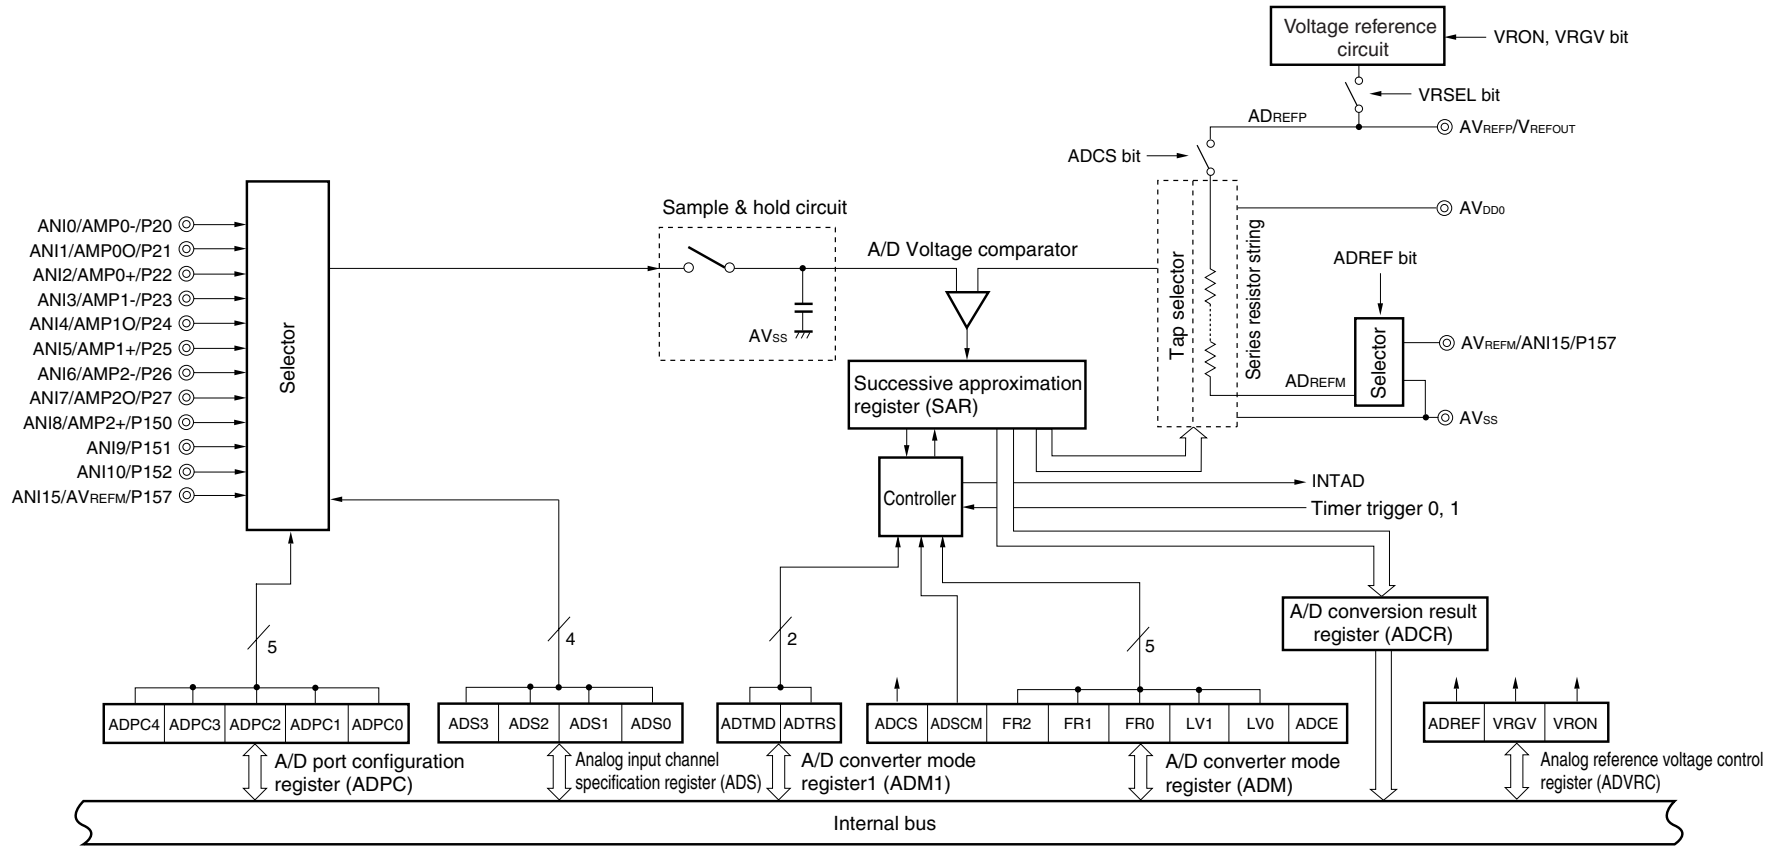 Voltage reference
circuit
VRON, VRGV bit
VRSEL bit
ADREFP
AVREFP/VREFOUT
ADCS bit
AVDD0
Sample & hold circuit
A/D Voltage comparator
ADREF bit
ANI0/AMP0-/P20
ANI1/AMP0O/P21
ANI2/AMP0+/P22
ANI3/AMP1-/P23
ANI4/AMP1O/P24
ANI5/AMP1+/P25
ANI6/AMP2-/P26
ANI7/AMP2O/P27
ANI8/AMP2+/P150
ANI9/P151
ANI10/P152
ANI15/AVREFM/P157
Selector
AVSS
Tap selector
Series resistor string
Selector
AVREFM/ANI15/P157
ADREFM
AVSS
Successive approximation
register (SAR)
Controller
INTAD
Timer trigger 0, 1
A/D conversion result
register (ADCR)
5
4
2
5
ADPC4 ADPC3 ADPC2 ADPC1 ADPC0
ADS3 ADS2 ADS1 ADS0
ADTMD ADTRS
ADCS ADSCM FR2 FR1 FR0 LV1 LV0 ADCE
ADREF VRGV VRON
A/D port configuration
register (ADPC)
Analog input channel
specification register (ADS)
A/D converter mode
register1 (ADM1)
A/D converter mode
register (ADM)
Analog reference voltage control
register (ADVRC)
Internal bus